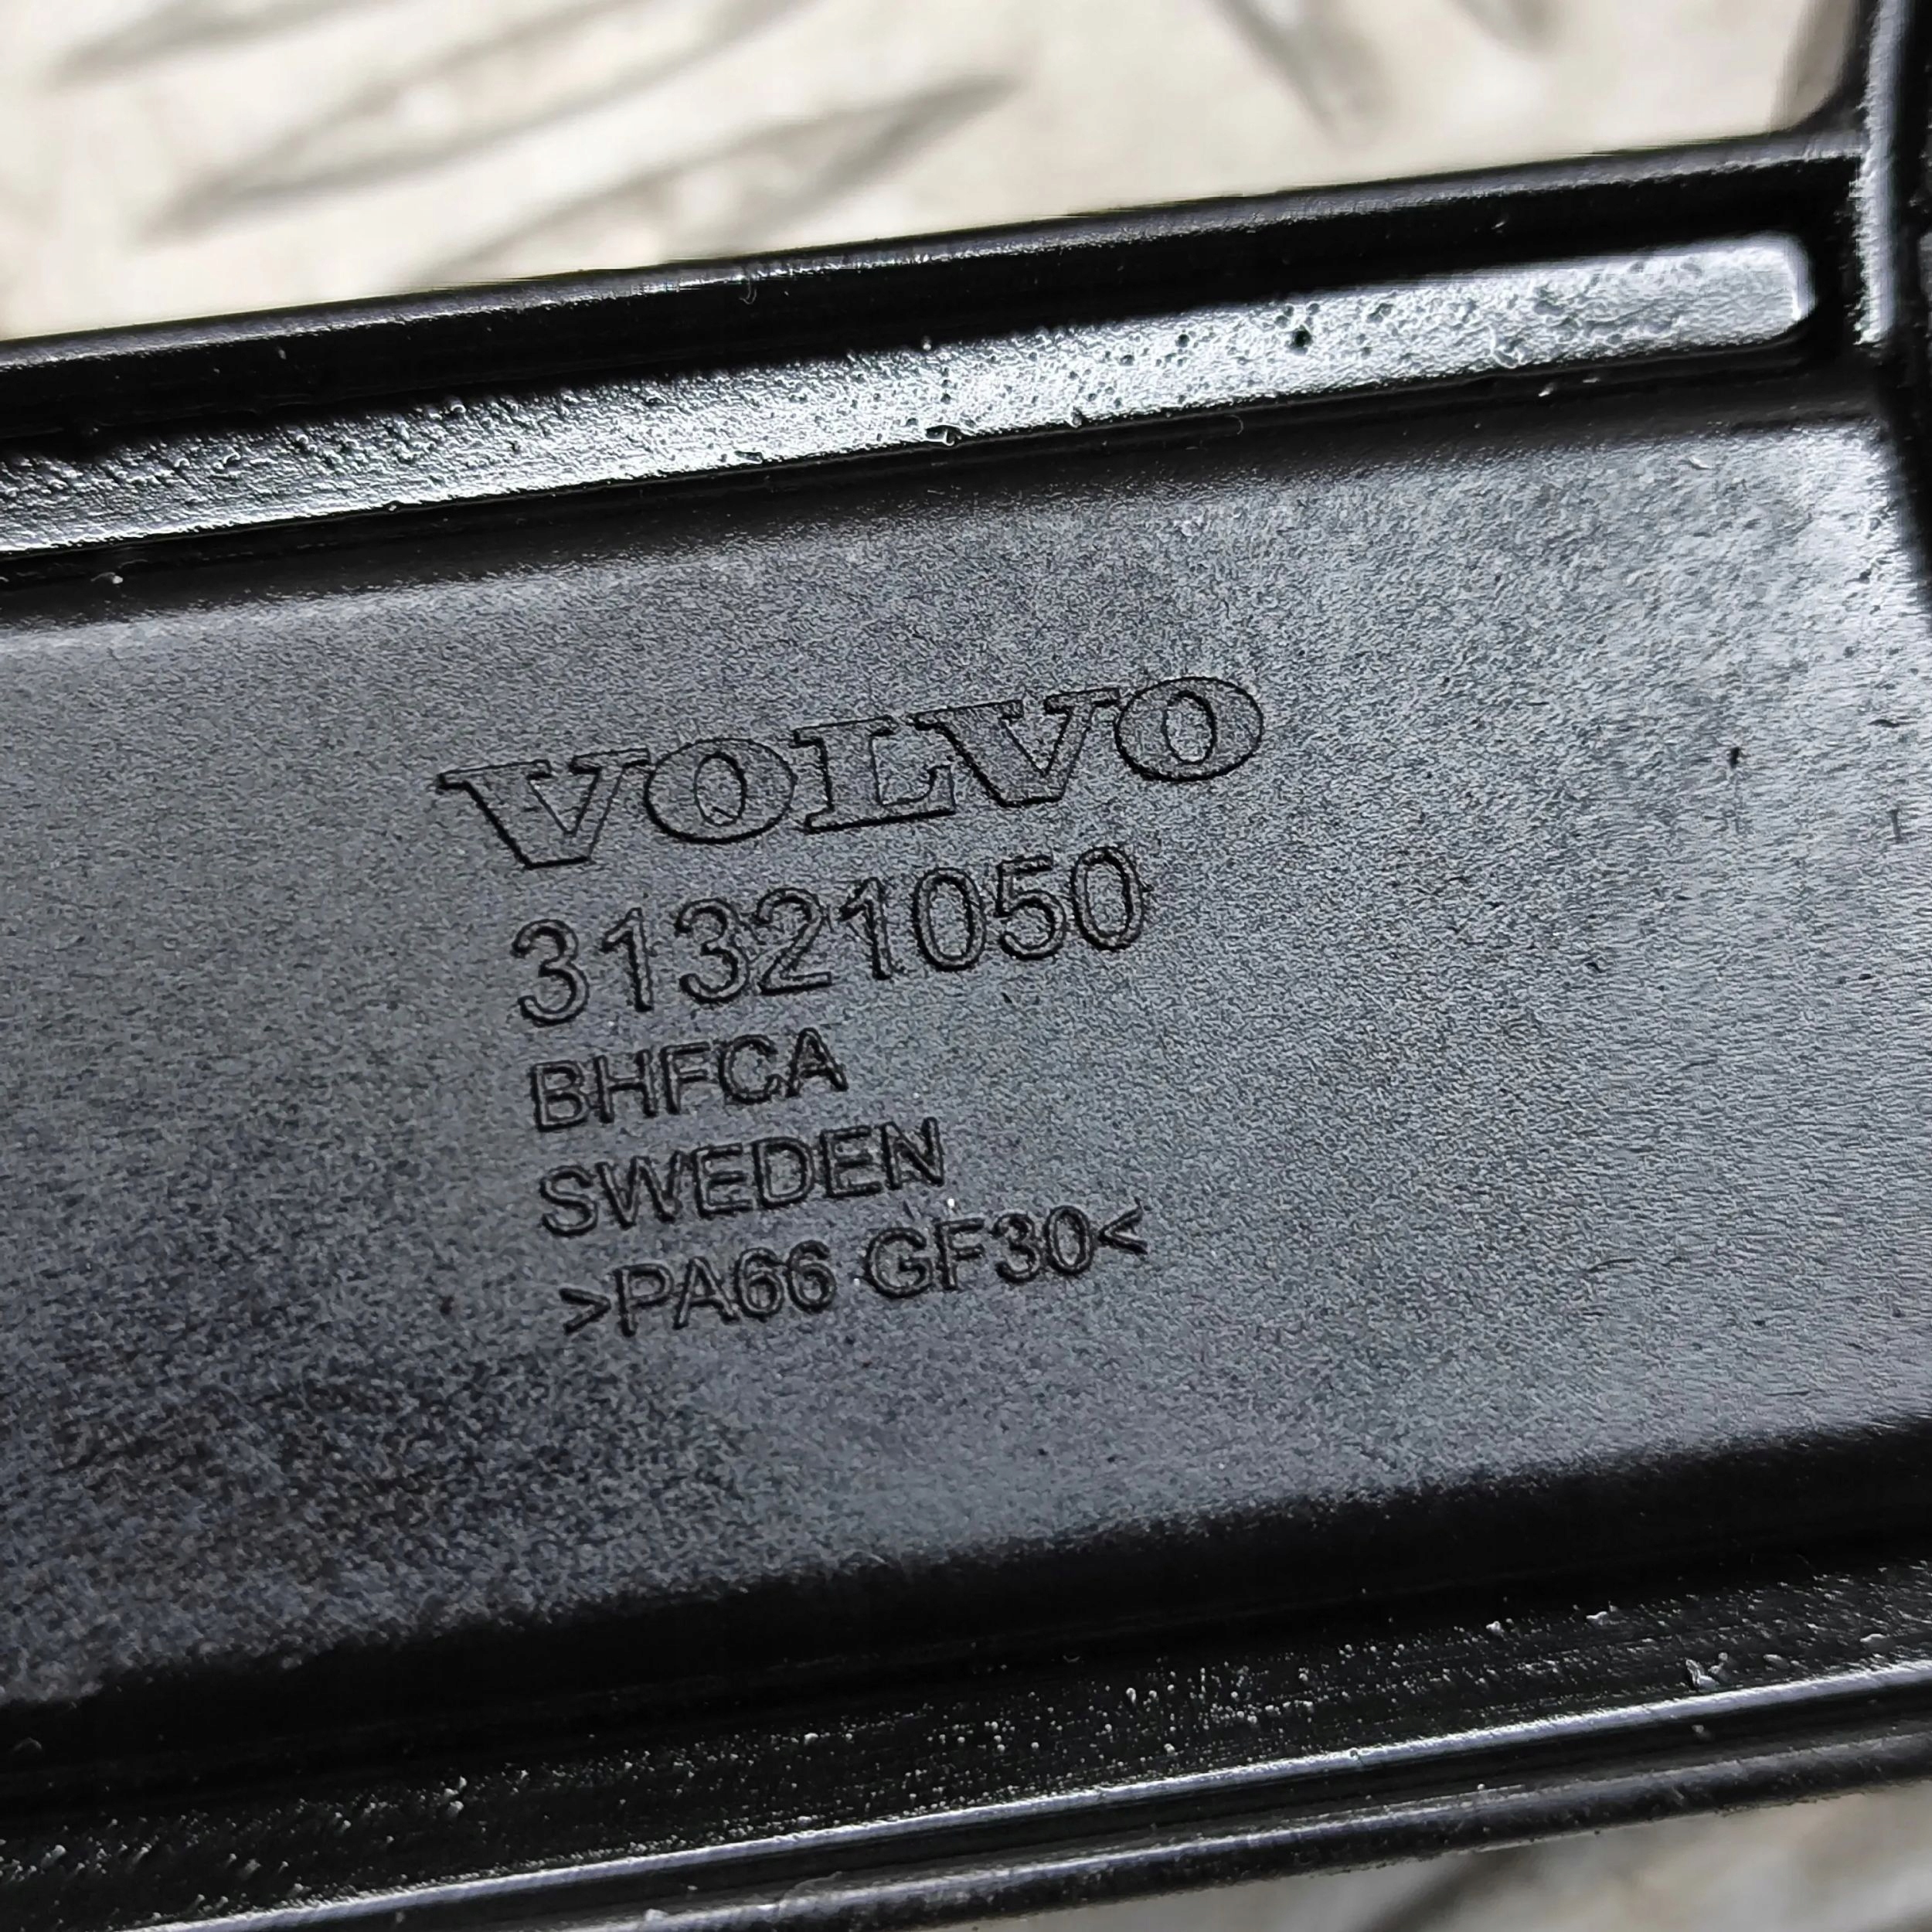 VOLVO
31321050
BHFCA
SWEDEN
>PA66 GF30<